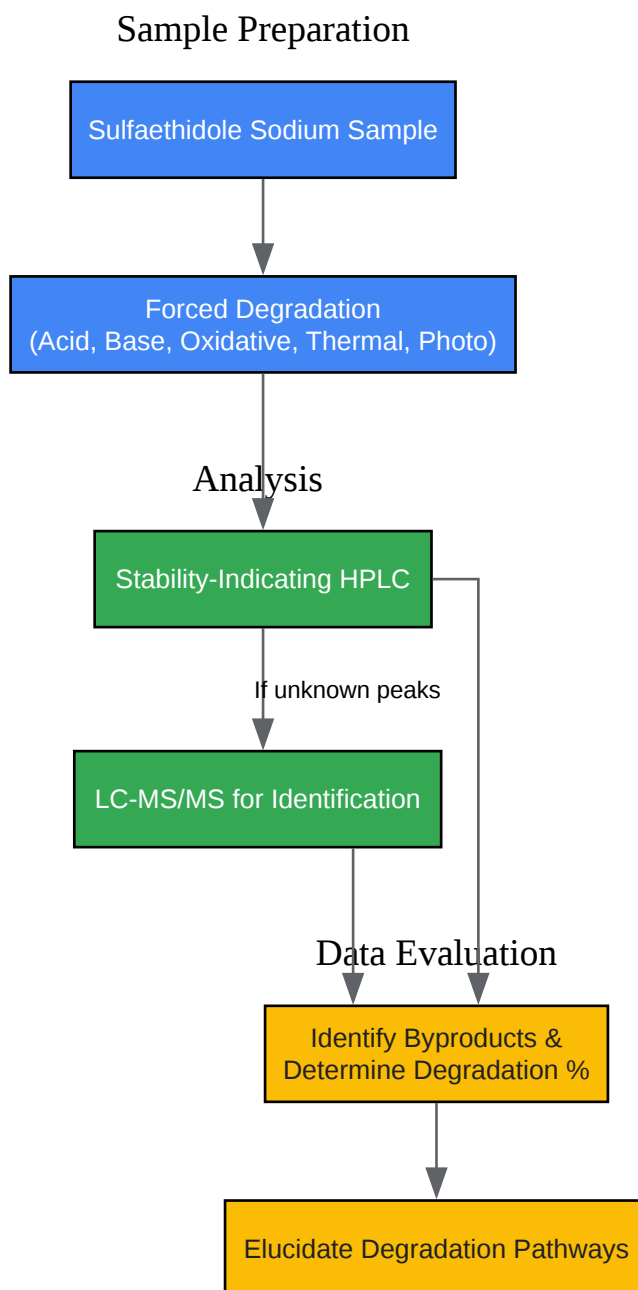 Sample Preparation
Sulfaethidole Sodium Sample
Forced Degradation
(Acid, Base, Oxidative, Thermal, Photo)
Analysis
Stability-Indicating HPLC
If unknown peaks
LC-MS/MS for Identification
Data Evaluation
Identify Byproducts &
Determine Degradation %
Elucidate Degradation Pathways